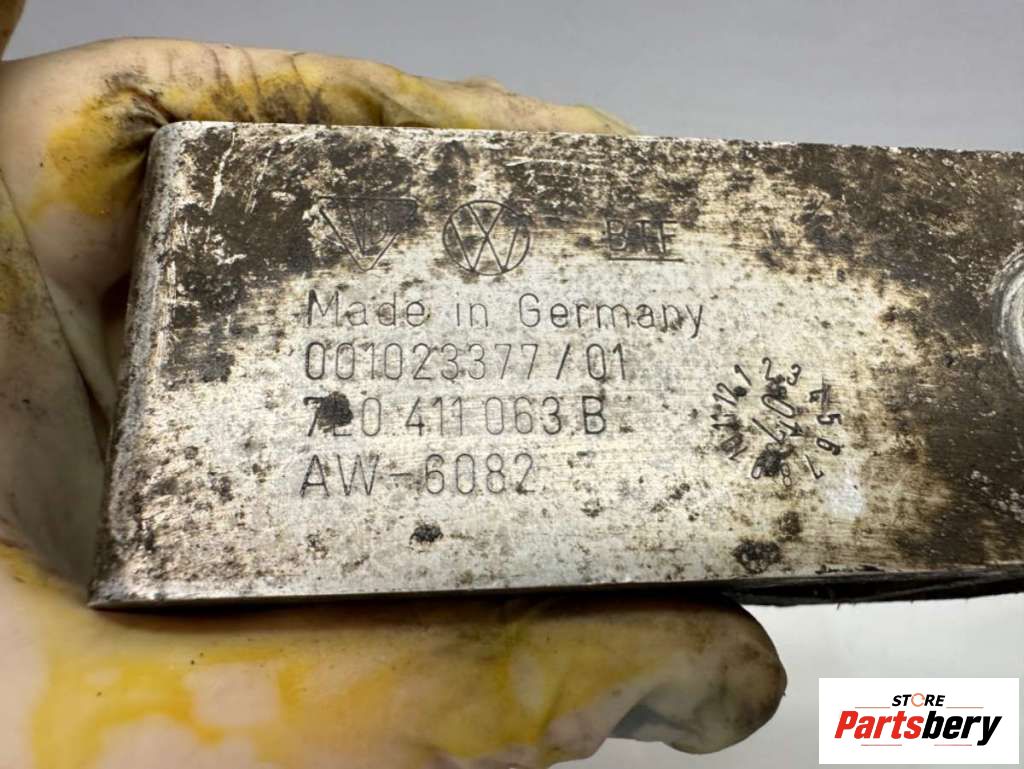 BTF
Made in Germany
001023377/01
7L0 411 063 B
AW-6082
STORE
Partsbery